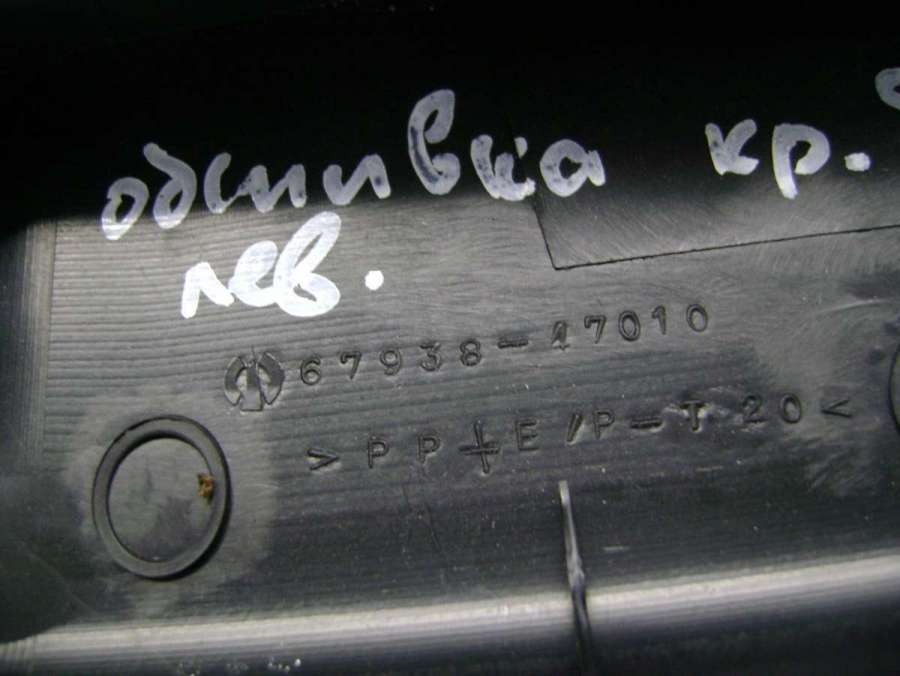 обшивка кр.
лев.
67938-47010
>PP+E/P-T20<